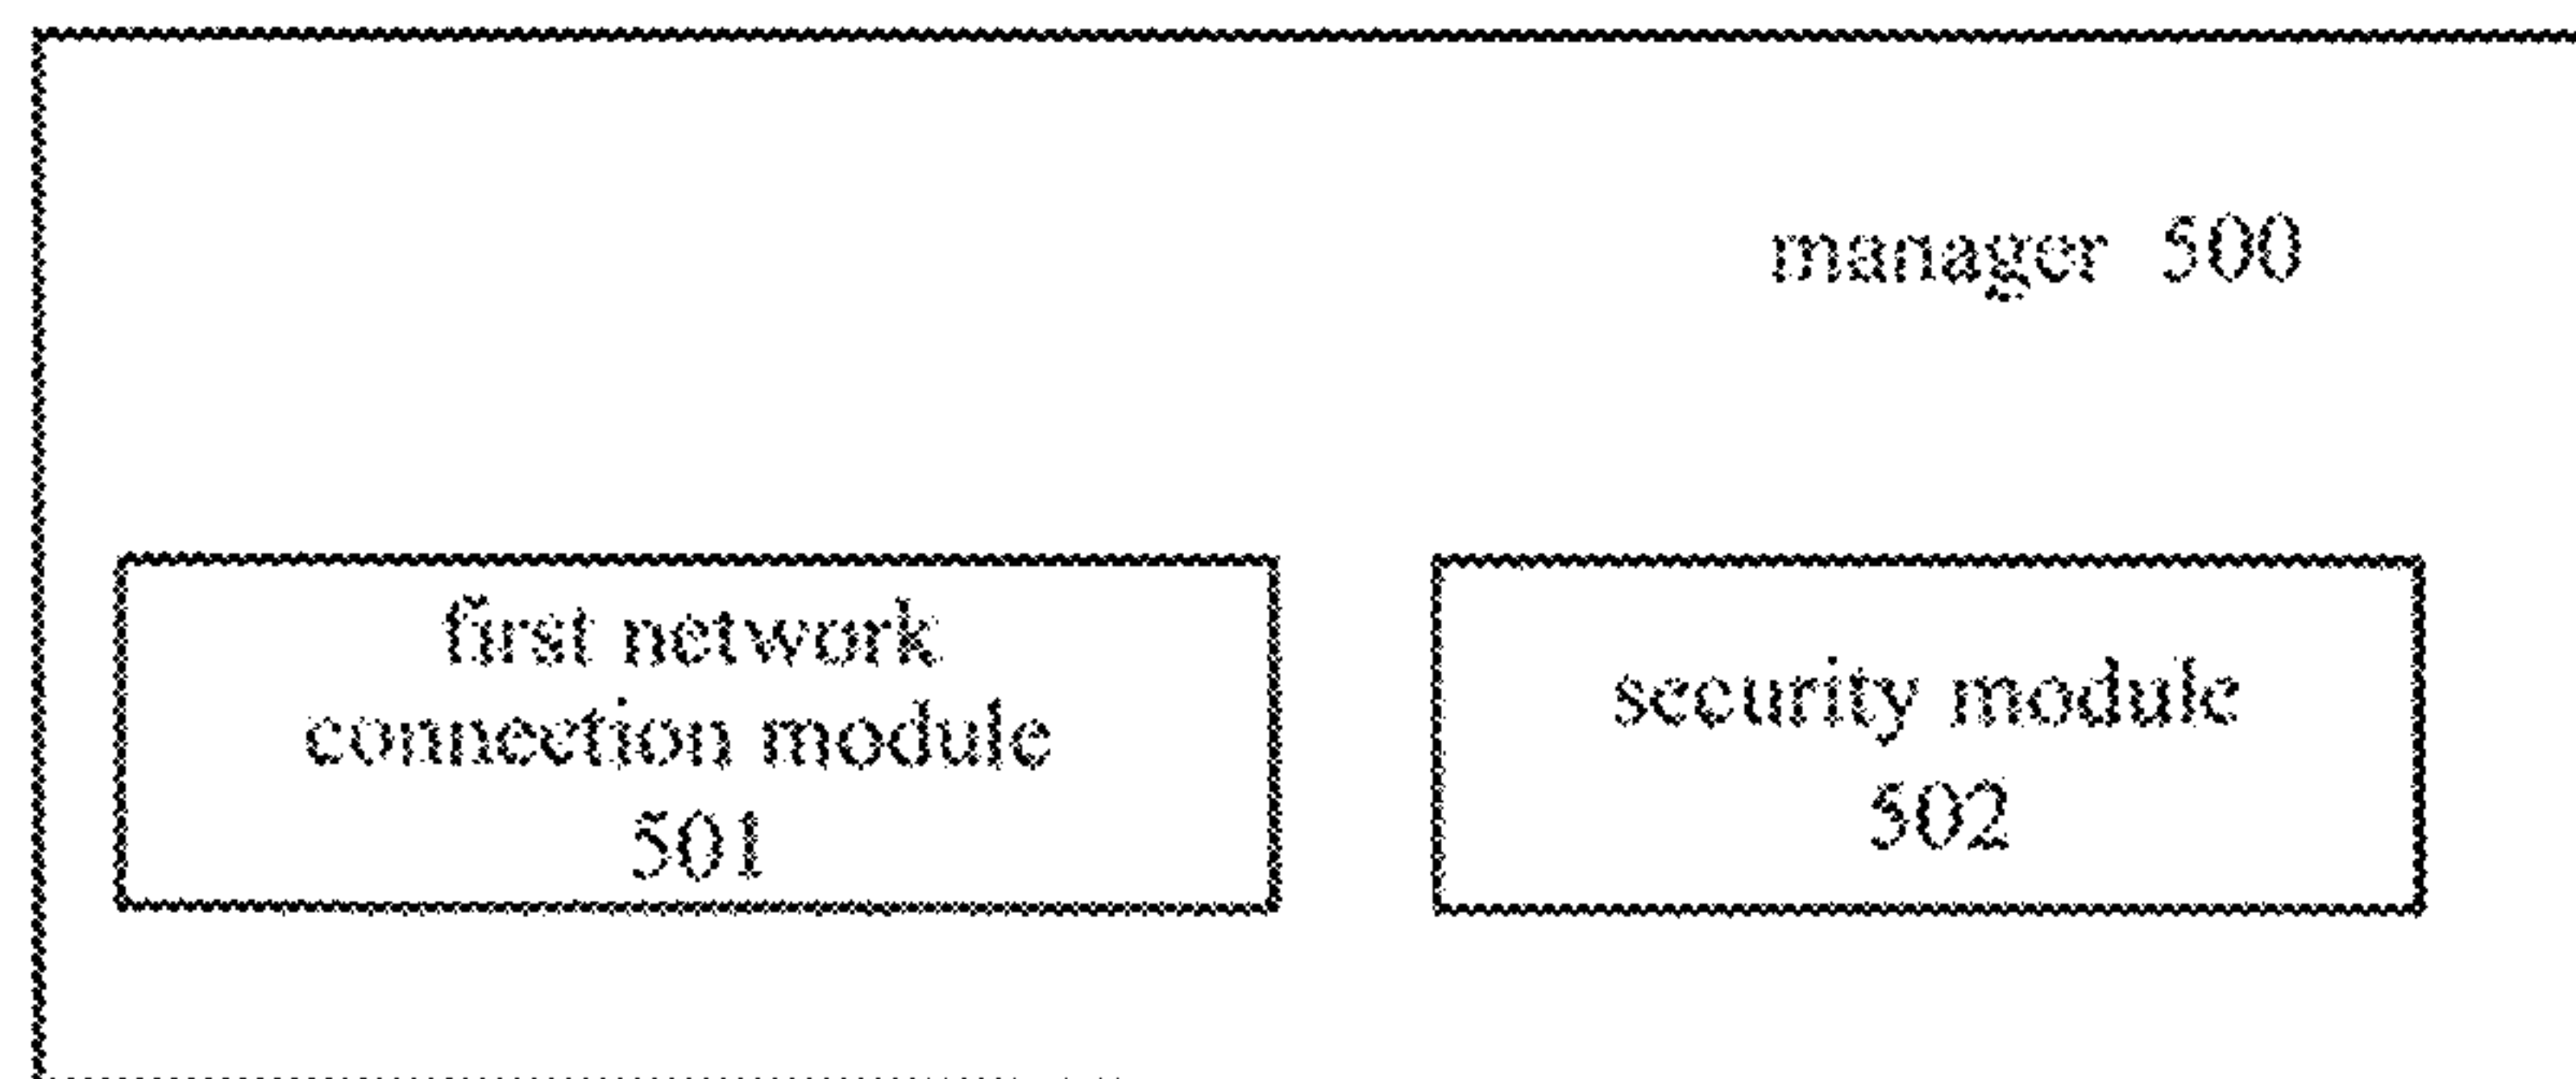 manager 500
first network
connection module
501
security module
502